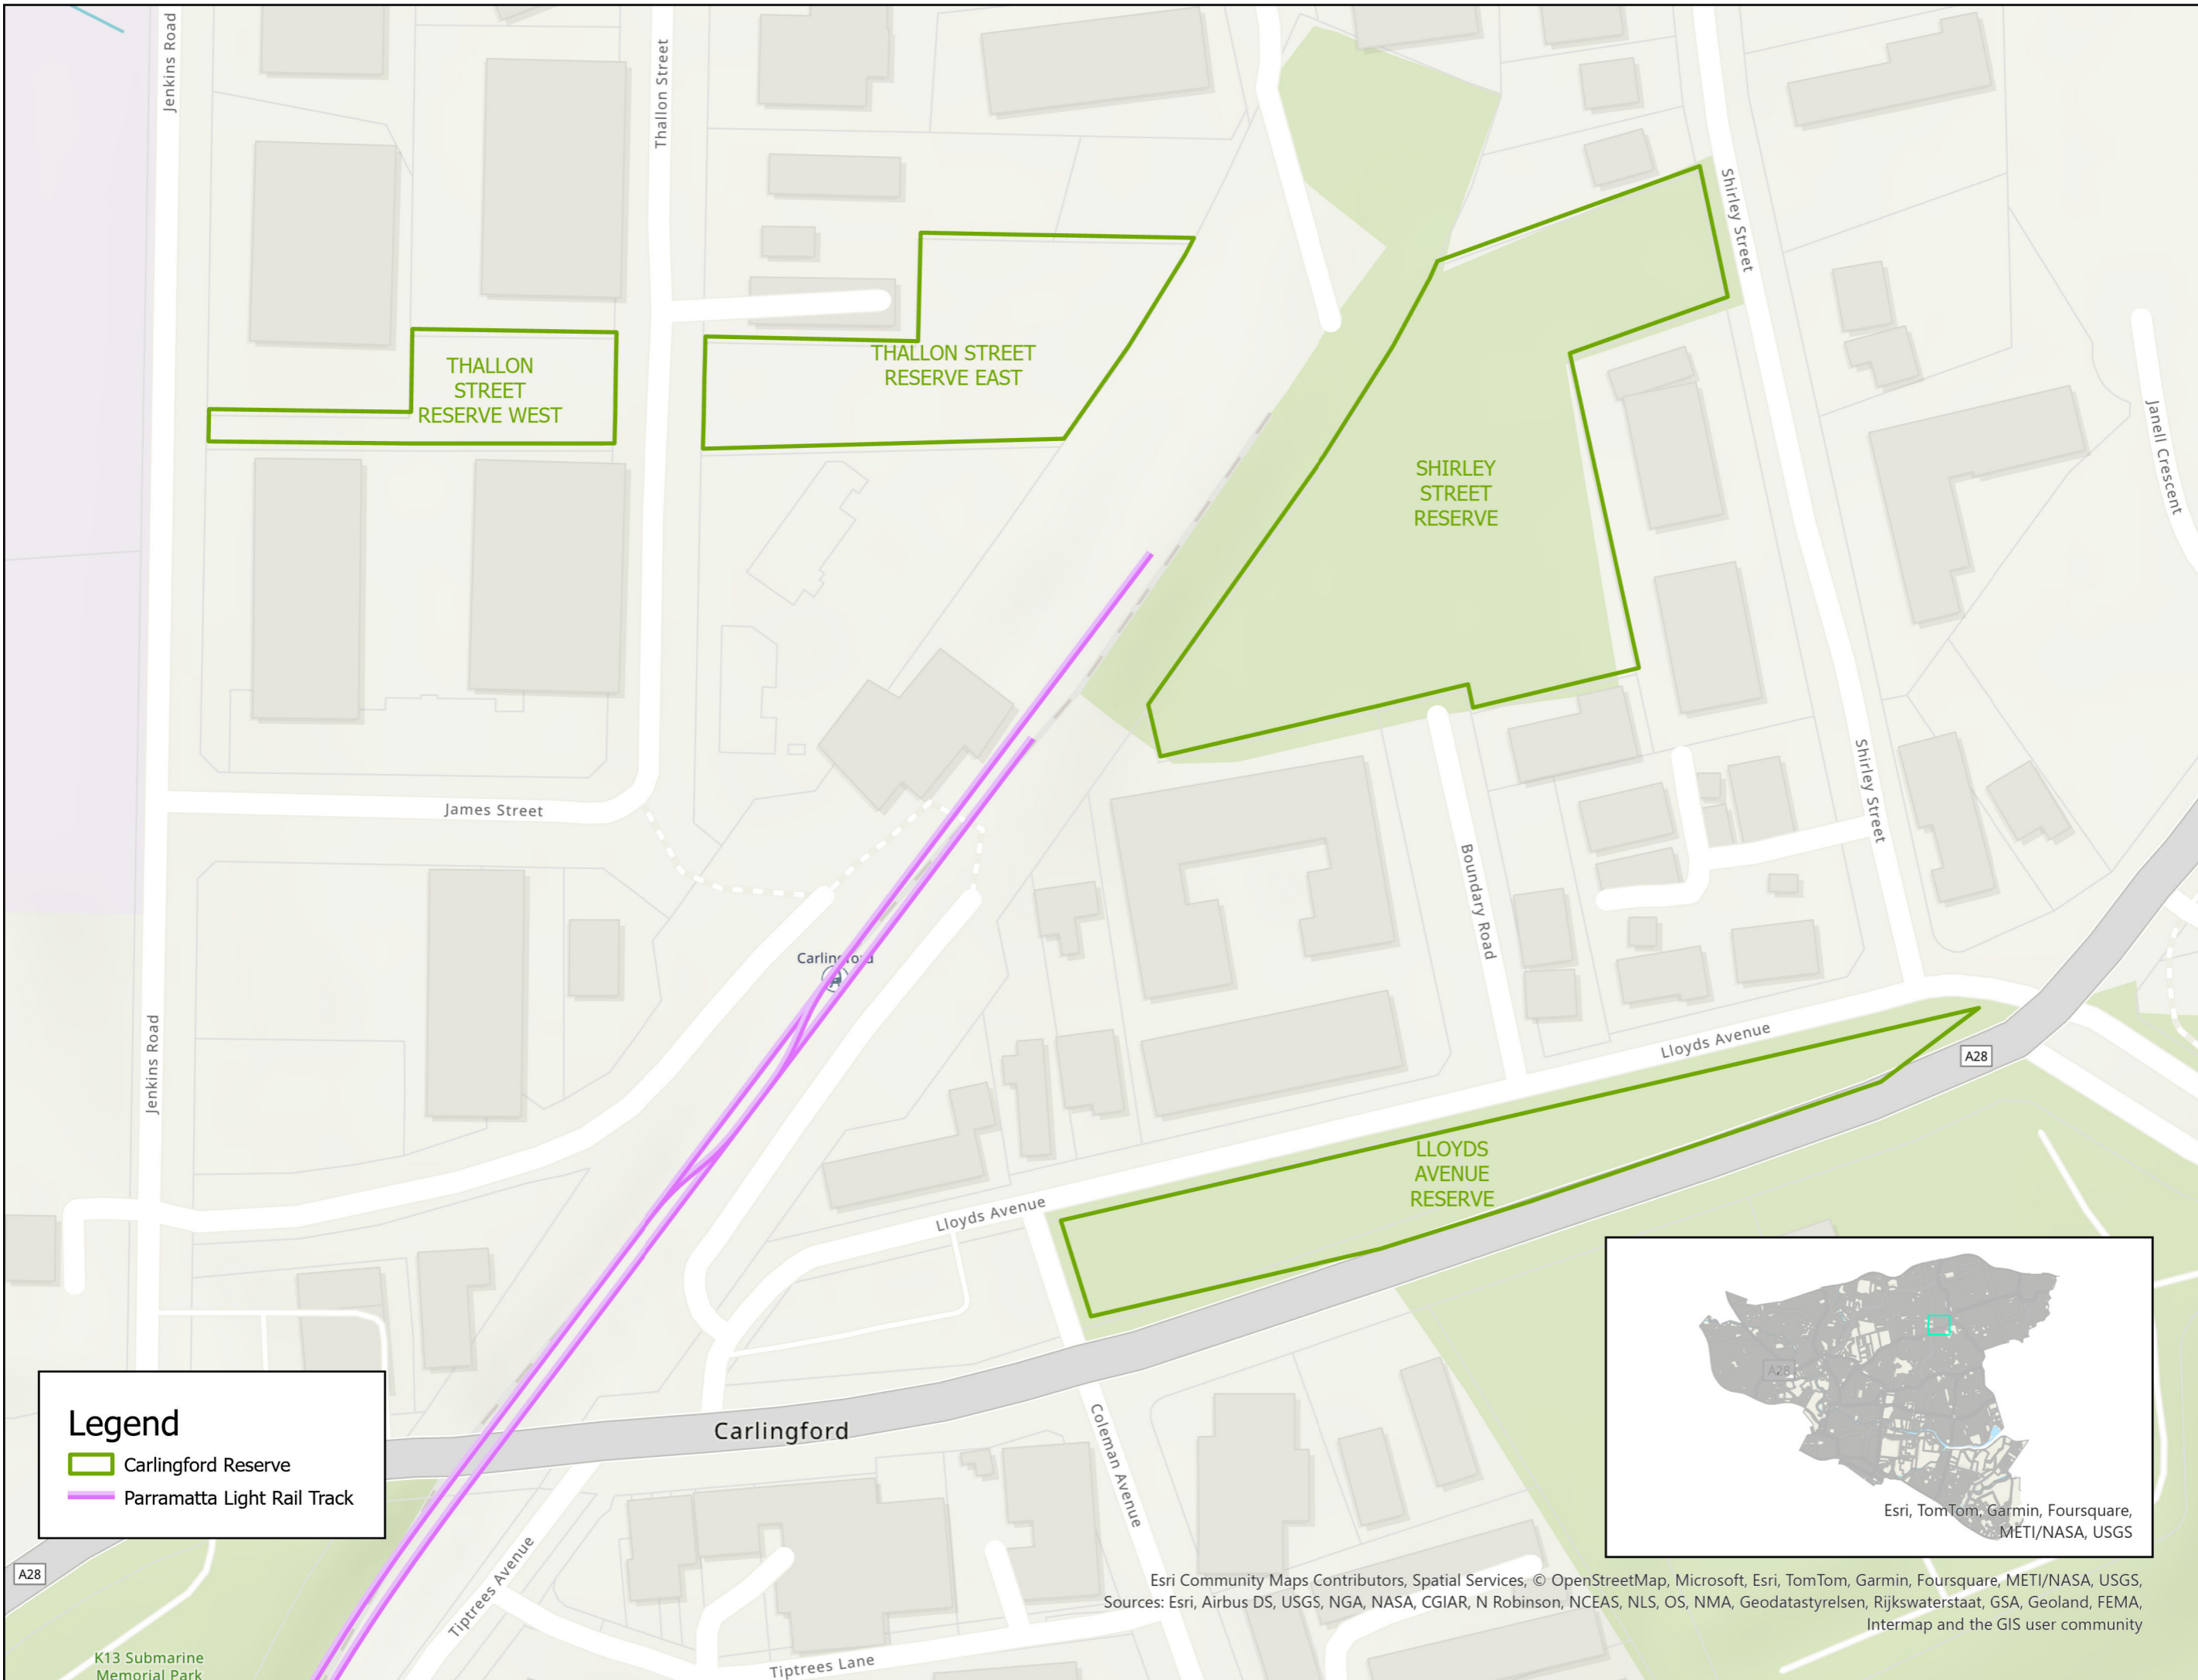 Jenkins Road
Thallon Street
Shirley Street
THALLON
STREET
RESERVE WEST
THALLON STREET
RESERVE EAST
SHIRLEY
STREET
RESERVE
Janell Crescent
James Street
Shirley Street
Boundary Road
Carlingford
Jenkins Road
Lloyds Avenue
A28
LLOYDS
AVENUE
RESERVE
Lloyds Avenue
Carlingford
Coleman Avenue
Legend
Carlingford Reserve
Parramatta Light Rail Track
A28
Tiptrees Avenue
Tiptrees Lane
K13 Submarine
Memorial Park
A28
Esri, TomTom, Garmin, Foursquare,
METI/NASA, USGS
Esri Community Maps Contributors, Spatial Services, © OpenStreetMap, Microsoft, Esri, TomTom, Garmin, Foursquare, METI/NASA, USGS,
Sources: Esri, Airbus DS, USGS, NGA, NASA, CGIAR, N Robinson, NCEAS, NLS, OS, NMA, Geodatastyrelsen, Rijkswaterstaat, GSA, Geoland, FEMA,
Intermap and the GIS user community